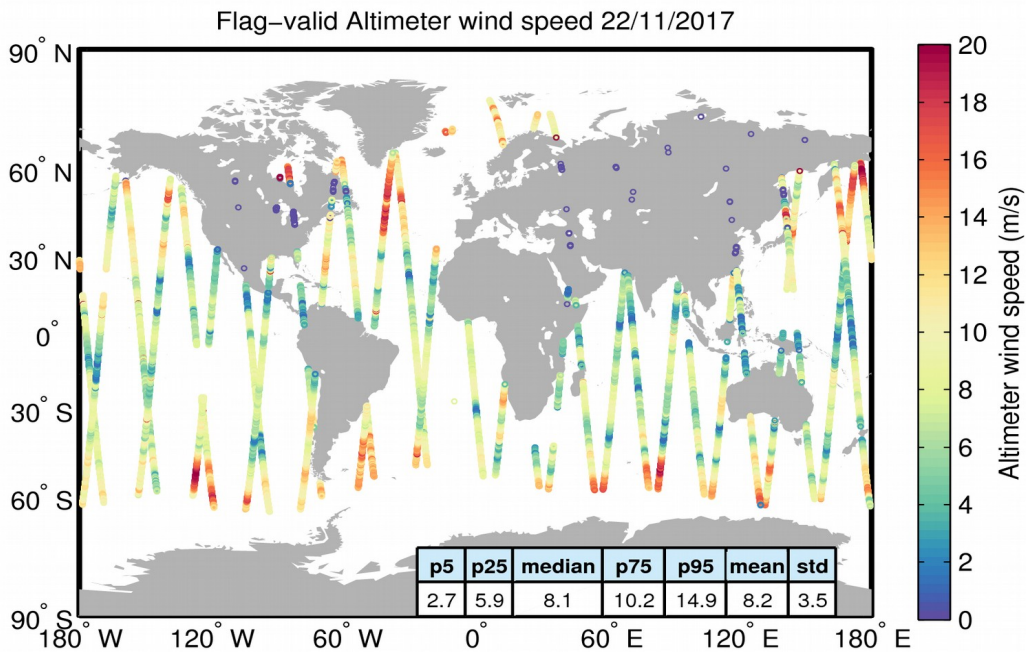 Flag−valid Altimeter wind speed 22/11/2017
90° N
60° N
30° N
0°
30° S
60° S
90° S
180° W
120° W
60° W
0°
60° E
120° E
180° E
p5 p25 median p75 p95 mean std
2.7 5.9 8.1 10.2 14.9 8.2 3.5
20
18
16
14
12
10
8
6
4
2
0
Altimeter wind speed (m/s)